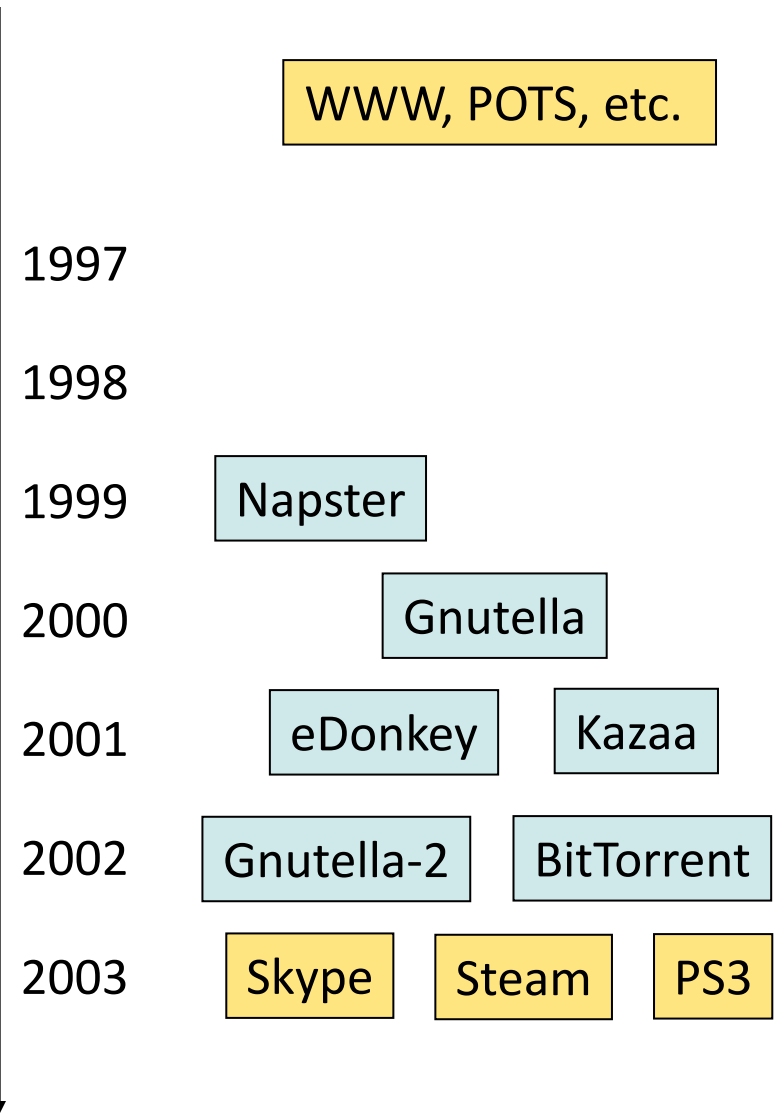 WWW, POTS, etc.
1997
1998
1999 Napster
2000 Gnutella
2001 eDonkey Kazaa
2002 Gnutella-2 BitTorrent
2003 Skype Steam PS3